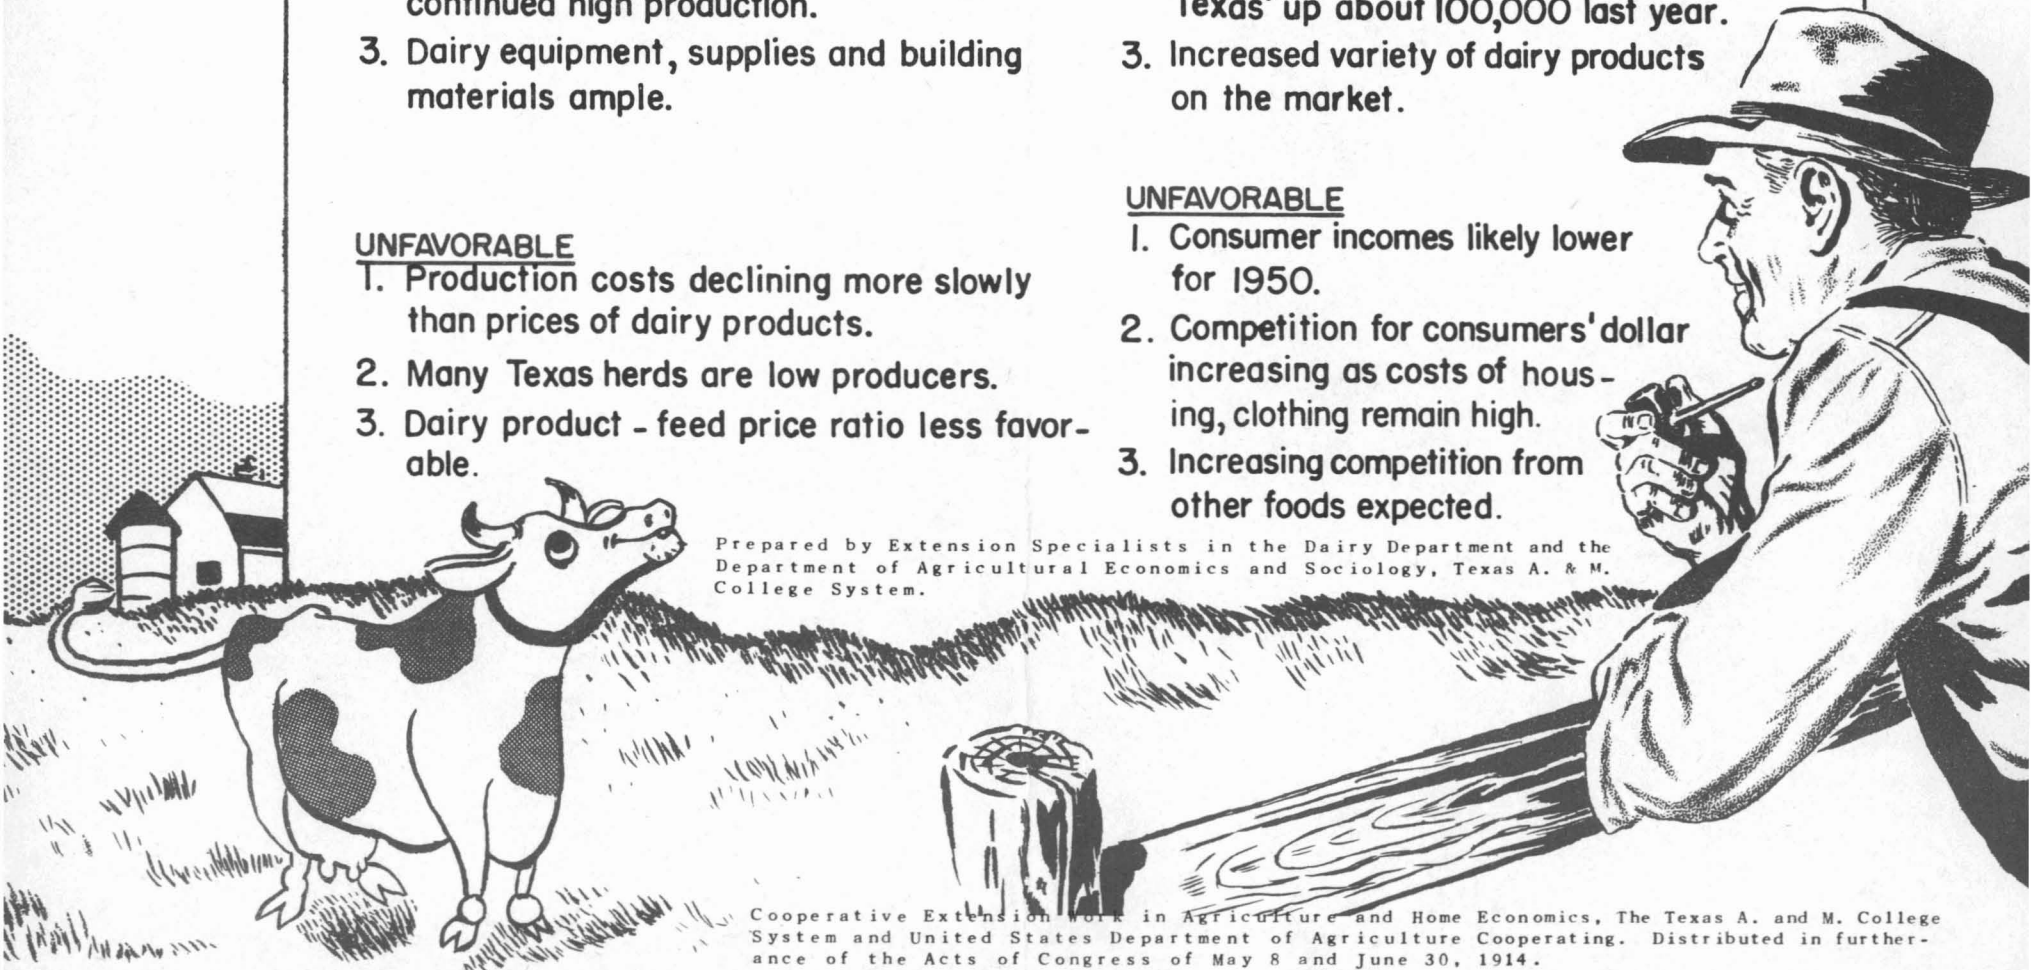 continued high production.
3. Dairy equipment, supplies and building
materials ample.
UNFAVORABLE
1. Production costs declining more slowly
than prices of dairy products.
2. Many Texas herds are low producers.
3. Dairy product - feed price ratio less favor-
able.
Texas' up about 100,000 last year.
3. Increased variety of dairy products
on the market.
UNFAVORABLE
1. Consumer incomes likely lower
for 1950.
2. Competition for consumers' dollar
increasing as costs of hous-
ing, clothing remain high.
3. Increasing competition from
other foods expected.
Prepared by Extension Specialists in the Dairy Department and the
Department of Agricultural Economics and Sociology, Texas A. & M.
College System.
Cooperative Extension Work in Agriculture and Home Economics, The Texas A. and M. College
System and United States Department of Agriculture Cooperating. Distributed in further-
ance of the Acts of Congress of May 8 and June 30, 1914.